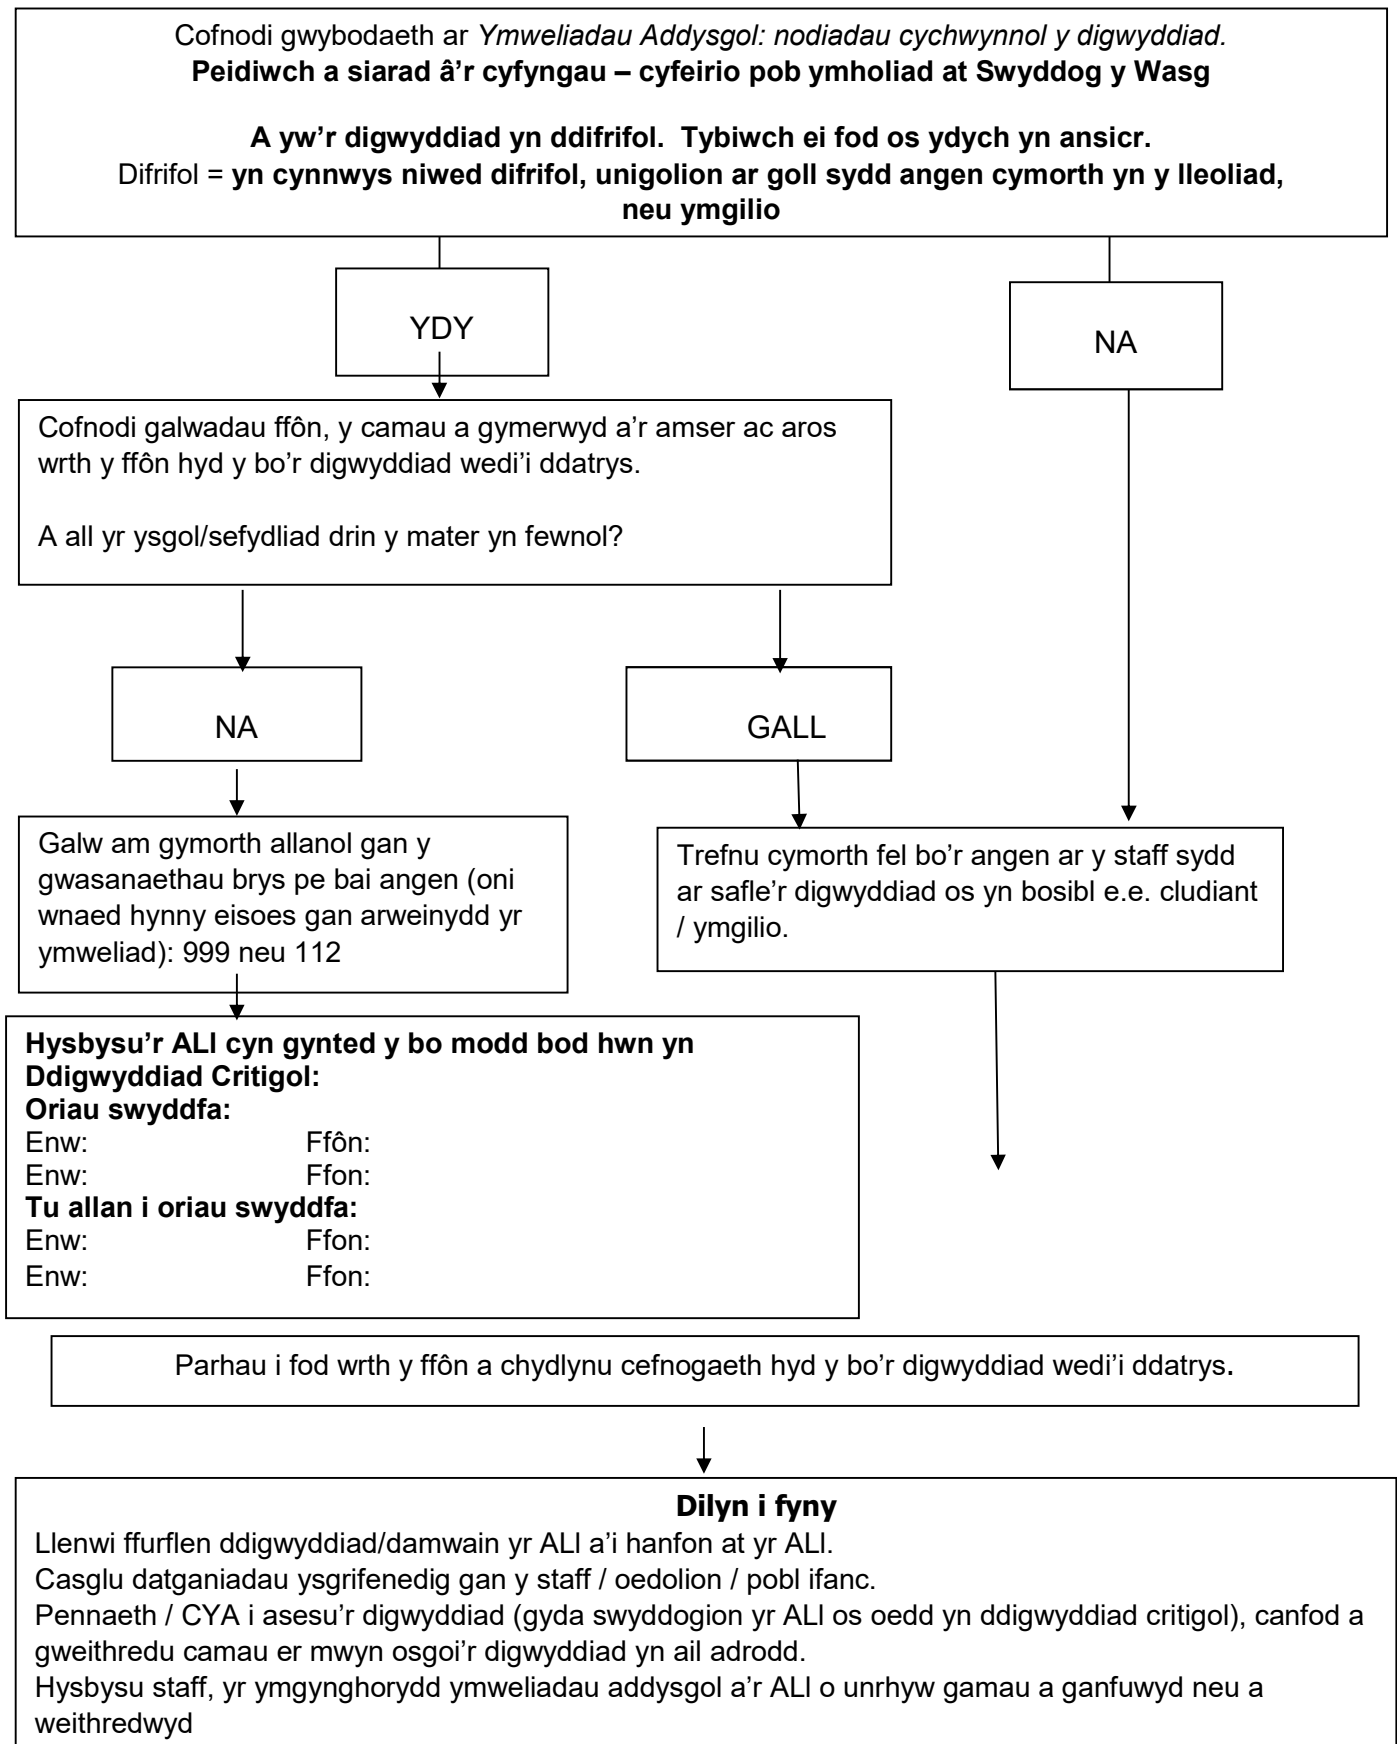 Cofnodi gwybodaeth ar Ymweliadau Addysgol: nodiadau cychwynnol y digwyddiad.
Peidiwch a siarad â’r cyfyngau – cyfeirio pob ymholiad at Swyddog y Wasg
A yw’r digwyddiad yn ddifrifol. Tybiwch ei fod os ydych yn ansicr.
Difrifol = yn cynnwys niwed difrifol, unigolion ar goll sydd angen cymorth yn y lleoliad,
neu ymgilio
YDY
NA
Cofnodi galwadau ffôn, y camau a gymerwyd a’r amser ac aros
wrth y ffôn hyd y bo’r digwyddiad wedi’i ddatrys.
A all yr ysgol/sefydliad drin y mater yn fewnol?
NA
GALL
Galw am gymorth allanol gan y
gwasanaethau brys pe bai angen (oni
wnaed hynny eisoes gan arweinydd yr
ymweliad): 999 neu 112
Trefnu cymorth fel bo’r angen ar y staff sydd
ar safle’r digwyddiad os yn bosibl e.e. cludiant
/ ymgilio.
Hysbysu’r ALl cyn gynted y bo modd bod hwn yn
Ddigwyddiad Critigol:
Oriau swyddfa:
Enw: Ffôn:
Enw: Ffon:
Tu allan i oriau swyddfa:
Enw: Ffon:
Enw: Ffon:
Parhau i fod wrth y ffôn a chydlynu cefnogaeth hyd y bo’r digwyddiad wedi’i ddatrys.
Dilyn i fyny
Llenwi ffurflen ddigwyddiad/damwain yr ALl a’i hanfon at yr ALl.
Casglu datganiadau ysgrifenedig gan y staff / oedolion / pobl ifanc.
Pennaeth / CYA i asesu’r digwyddiad (gyda swyddogion yr ALl os oedd yn ddigwyddiad critigol), canfod a
gweithredu camau er mwyn osgoi’r digwyddiad yn ail adrodd.
Hysbysu staff, yr ymgynghorydd ymweliadau addysgol a’r ALl o unrhyw gamau a ganfuwyd neu a
weithredwyd